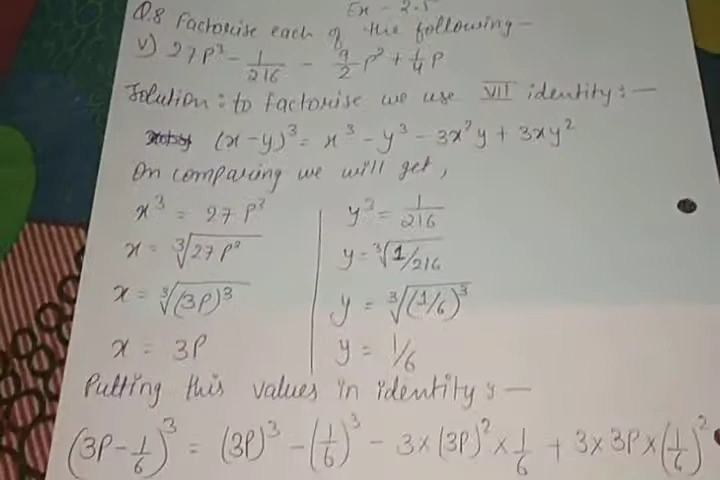 Ex - 2.5
Q.8 Factorise each of the following -
V) 27P³ - 1/216 - 9/2 P² + 1/4 P
Solution: to Factorise we use VII identity: -
(x - y)³ = x³ - y³ - 3x²y + 3xy²
On comparing we will get,
x³ = 27 P³
x = ∛27P³
x = ∛(3P)³
x = 3P
y³ = 1/216
y = ∛1/216
y = ∛(1/6)³
y = 1/6
Putting this values in identity: -
(3P - 1/6)³ = (3P)³ - (1/6)³ - 3×(3P)²×1/6 + 3×3P×(1/6)²